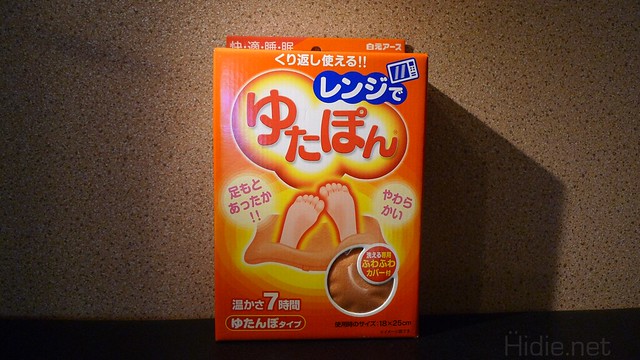 快・適・睡・眠
白元アース
くり返し使える!!
レンジで
ゆたぽん
足もと
あったか
!!
やわら
かい
洗える専用
ふわふわ
カバー付
温かさ7時間
ゆたんぽタイプ
使用時のサイズ:18×26cm
Hidie.net